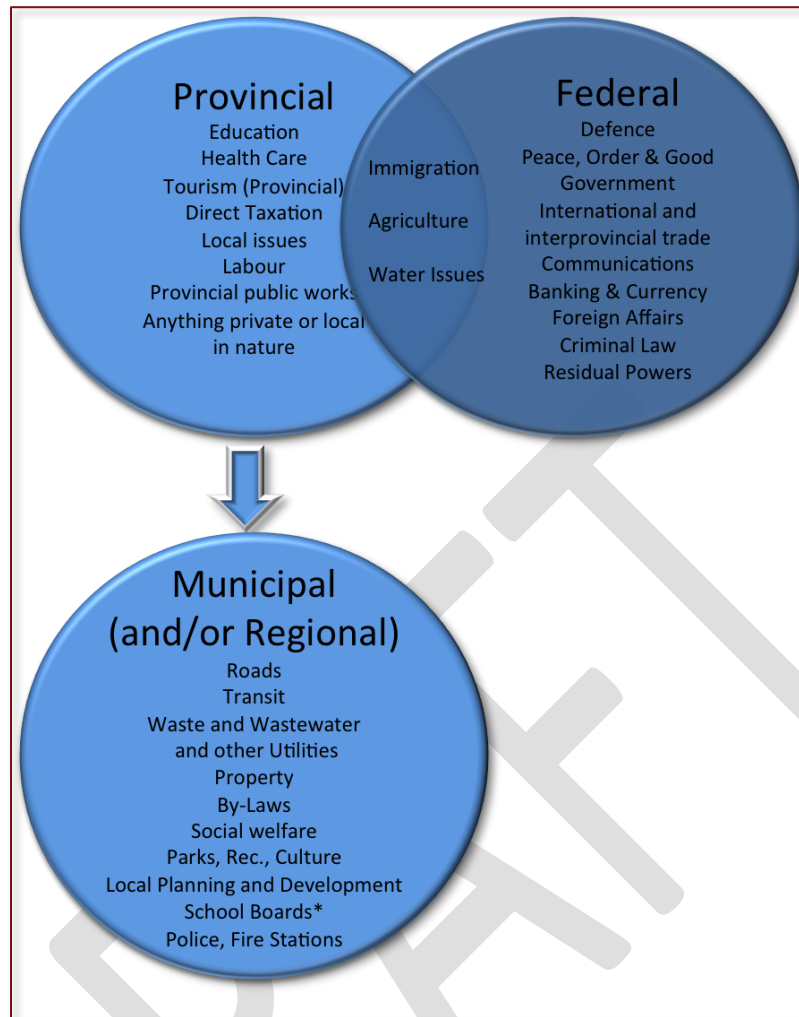 Provincial
Education
Health Care
Tourism (Provincial)
Direct Taxation
Local issues
Labour
Provincial public works
Anything private or local
in nature
Immigration
Agriculture
Water Issues
Federal
Defence
Peace, Order & Good
Government
International and
interprovincial trade
Communications
Banking & Currency
Foreign Affairs
Criminal Law
Residual Powers
Municipal
(and/or Regional)
Roads
Transit
Waste and Wastewater
and other Utilities
Property
By-Laws
Social welfare
Parks, Rec., Culture
Local Planning and Development
School Boards*
Police, Fire Stations